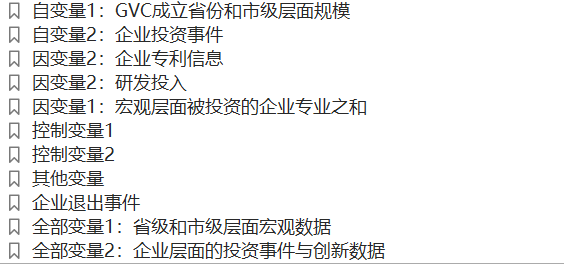 自变量1：GVC成立省份和市级层面规模
自变量2：企业投资事件
因变量2：企业专利信息
因变量2：研发投入
因变量1：宏观层面被投资的企业专业之和
控制变量1
控制变量2
其他变量
企业退出事件
全部变量1：省级和市级层面宏观数据
全部变量2：企业层面的投资事件与创新数据